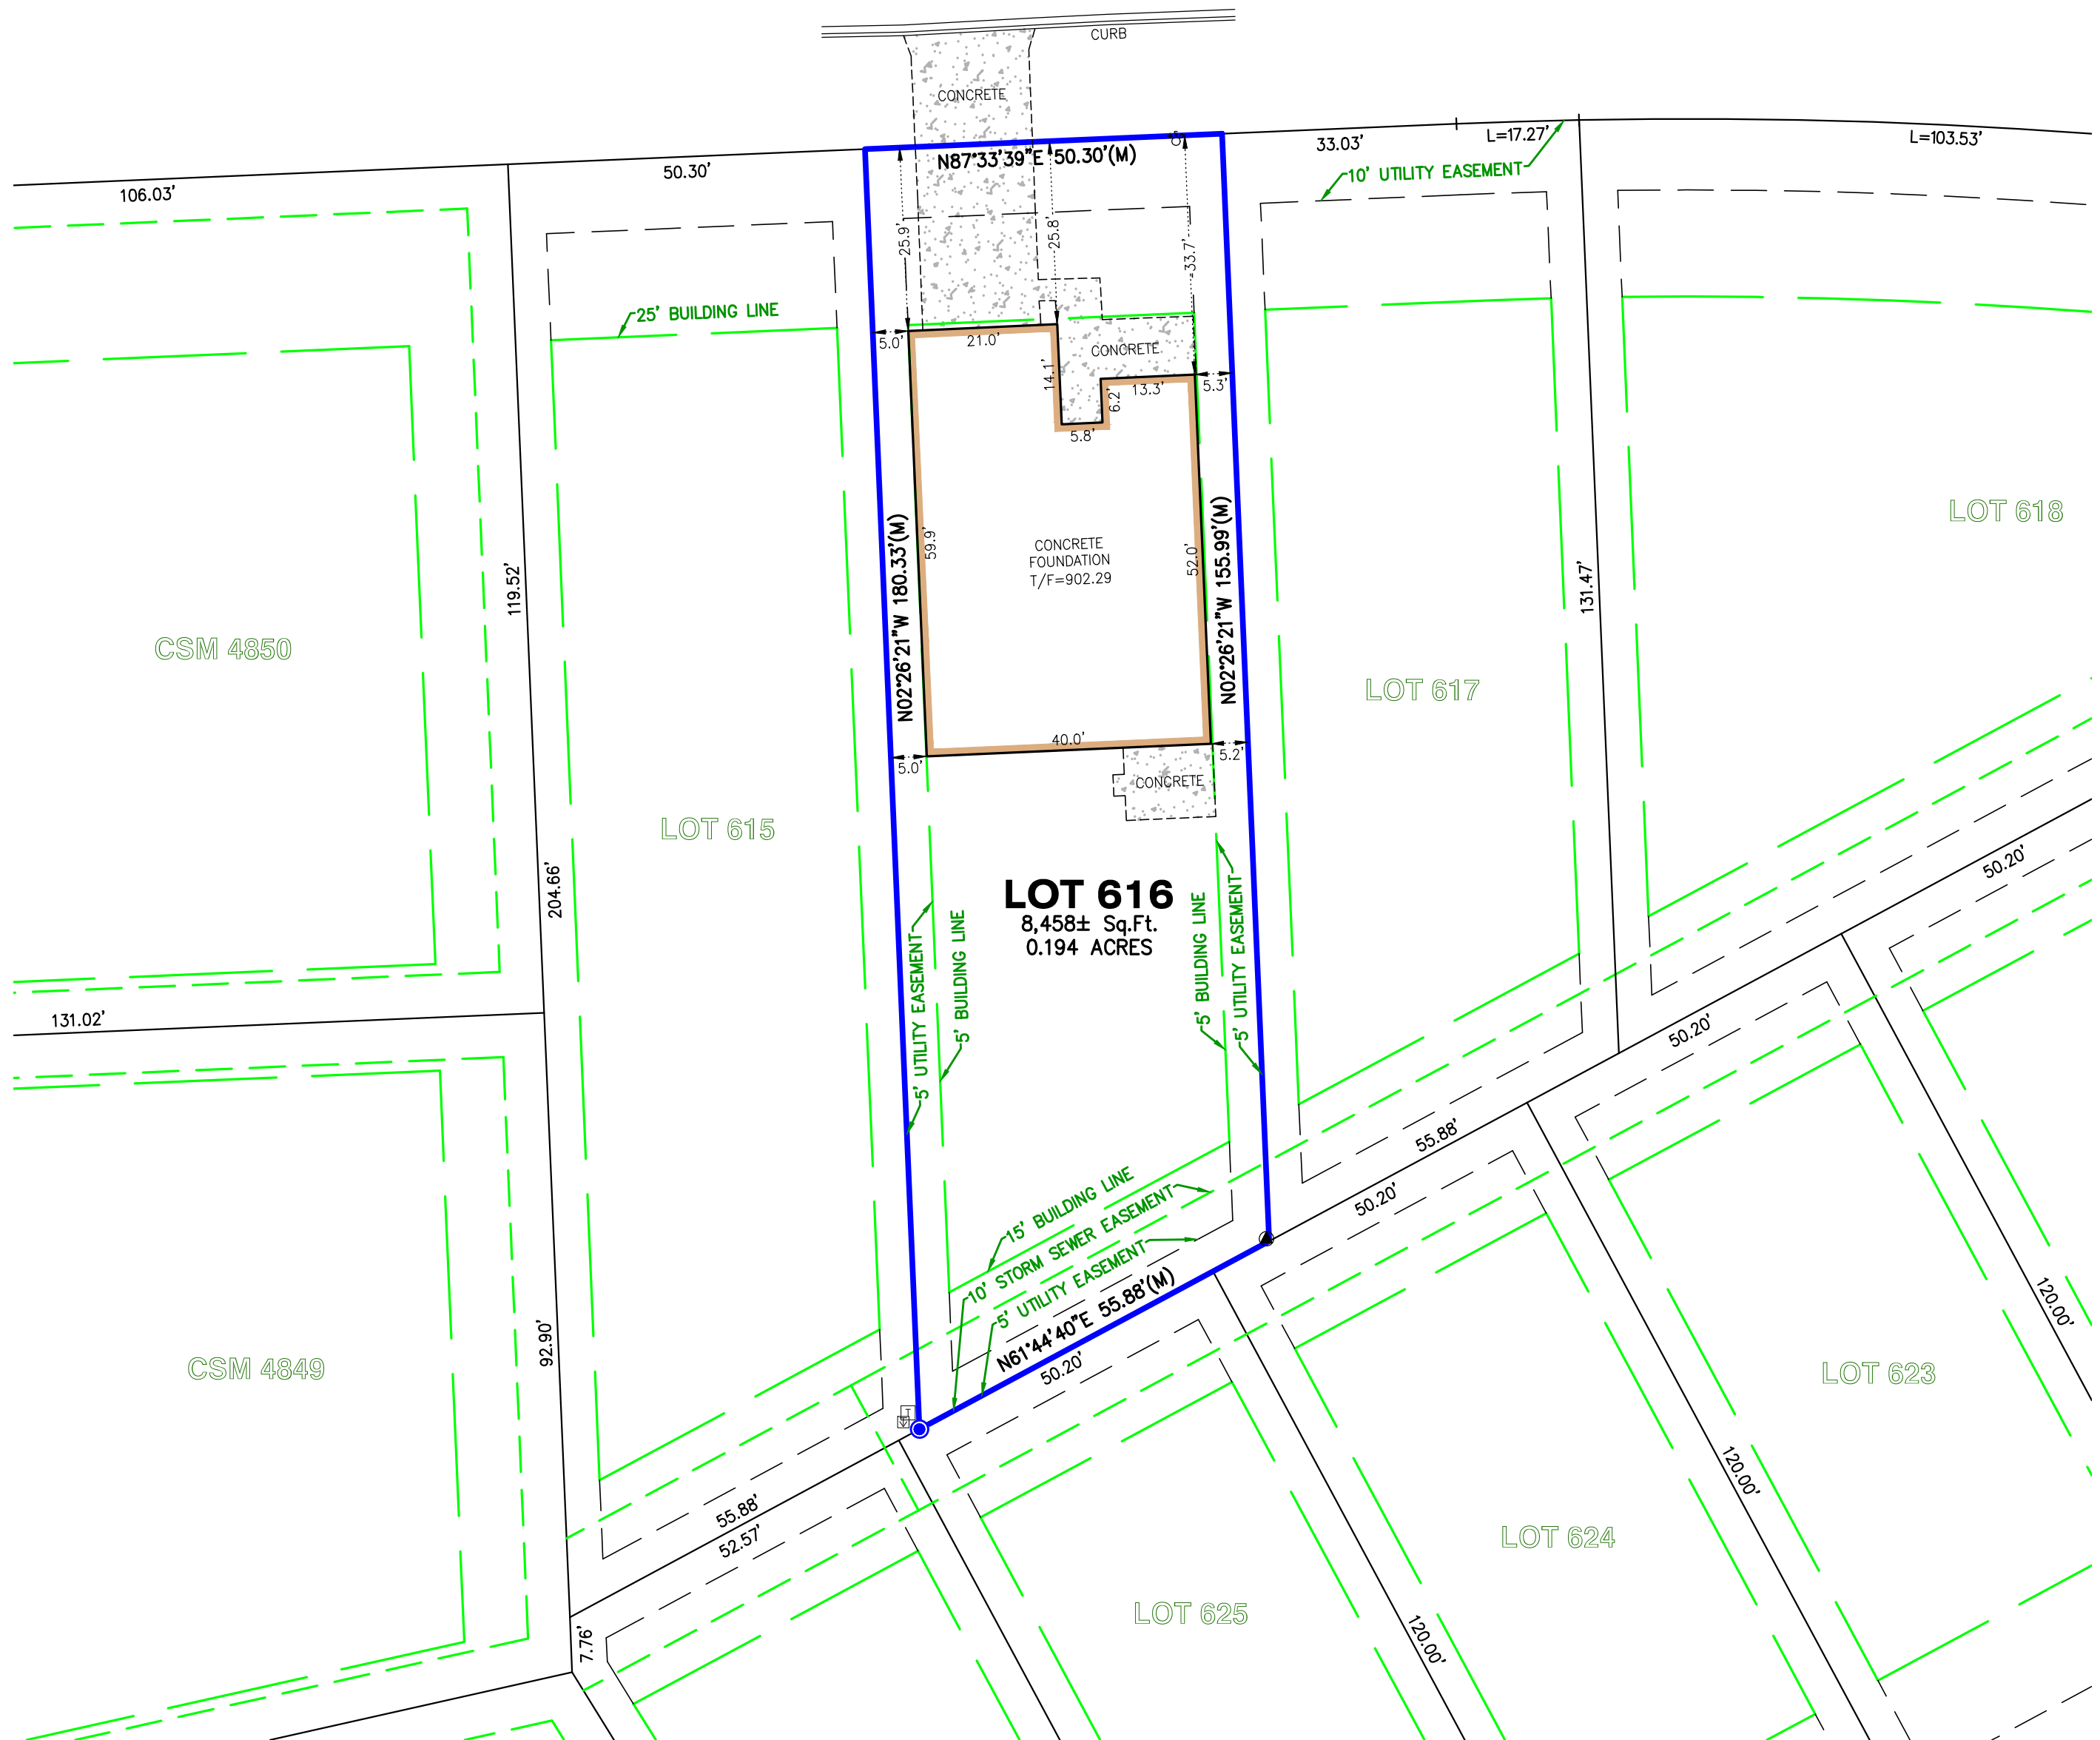 CURB
CONCRETE
106.03'
50.30'
N87°33'39"E 50.30'(M)
33.03'
L=17.27'
L=103.53'
10' UTILITY EASEMENT
25' BUILDING LINE
25.9'
25.8'
33.7'
5.0'
21.0'
14.1'
CONCRETE
13.3'
6.2'
5.8'
5.3'
59.9'
CONCRETE
FOUNDATION
T/F=902.29
52.0'
N02°26'21"W 180.33'(M)
N02°26'21"W 155.99'(M)
40.0'
5.0'
5.2'
CONCRETE
119.52'
131.47'
LOT 618
CSM 4850
LOT 617
LOT 615
204.66'
LOT 616
8,458± Sq.Ft.
0.194 ACRES
5' UTILITY EASEMENT
5' BUILDING LINE
5' BUILDING LINE
5' UTILITY EASEMENT
131.02'
50.20'
50.20'
55.88'
50.20'
15' BUILDING LINE
10' STORM SEWER EASEMENT
5' UTILITY EASEMENT
N61°44'40"E 55.88'(M)
50.20'
92.90'
CSM 4849
T
120.00'
LOT 623
120.00'
55.88'
52.57'
LOT 624
LOT 625
120.00'
7.76'